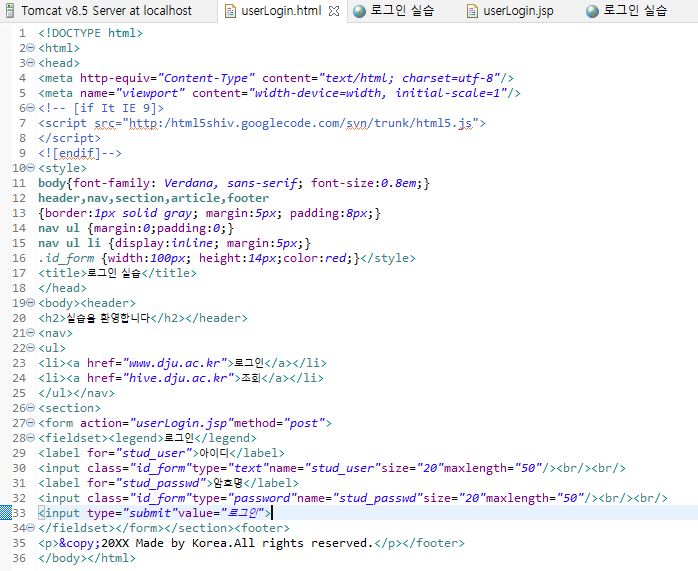 Tomcat v8.5 Server at localhost userLogin.html 로그인 실습 userLogin.jsp 로그인 실습
1 <!DOCTYPE html>
2 <html>
3 <head>
4 <meta http-equiv="Content-Type" content="text/html; charset=utf-8"/>
5 <meta name="viewport" content="width-device=width, initial-scale=1"/>
6 <!-- [if It IE 9]>
7 <script src="http:/html5shiv.googlecode.com/svn/trunk/html5.js">
8 </script>
9 <![endif]-->
10 <style>
11 body{font-family: Verdana, sans-serif; font-size:0.8em;}
12 header,nav,section,article,footer
13 {border:1px solid gray; margin:5px; padding:8px;}
14 nav ul {margin:0;padding:0;}
15 nav ul li {display:inline; margin:5px;}
16 .id_form {width:100px; height:14px;color:red;}</style>
17 <title>로그인 실습</title>
18 </head>
19 <body><header>
20 <h2>실습을 환영합니다</h2></header>
21 <nav>
22 <ul>
23 <li><a href="www.dju.ac.kr">로그인</a></li>
24 <li><a href="hive.dju.ac.kr">조회</a></li>
25 </ul></nav>
26 <section>
27 <form action="userLogin.jsp"method="post">
28 <fieldset><legend>로그인</legend>
29 <label for="stud_user">아이디</label>
30 <input class="id_form"type="text"name="stud_user"size="20"maxlength="50"/><br/><br/>
31 <label for="stud_passwd">암호명</label>
32 <input class="id_form"type="password"name="stud_passwd"size="20"maxlength="50"/><br/><br/>
33 <input type="submit"value="로그인">
34 </fieldset></form></section><footer>
35 <p>&copy;20XX Made by Korea.All rights reserved.</p></footer>
36 </body></html>